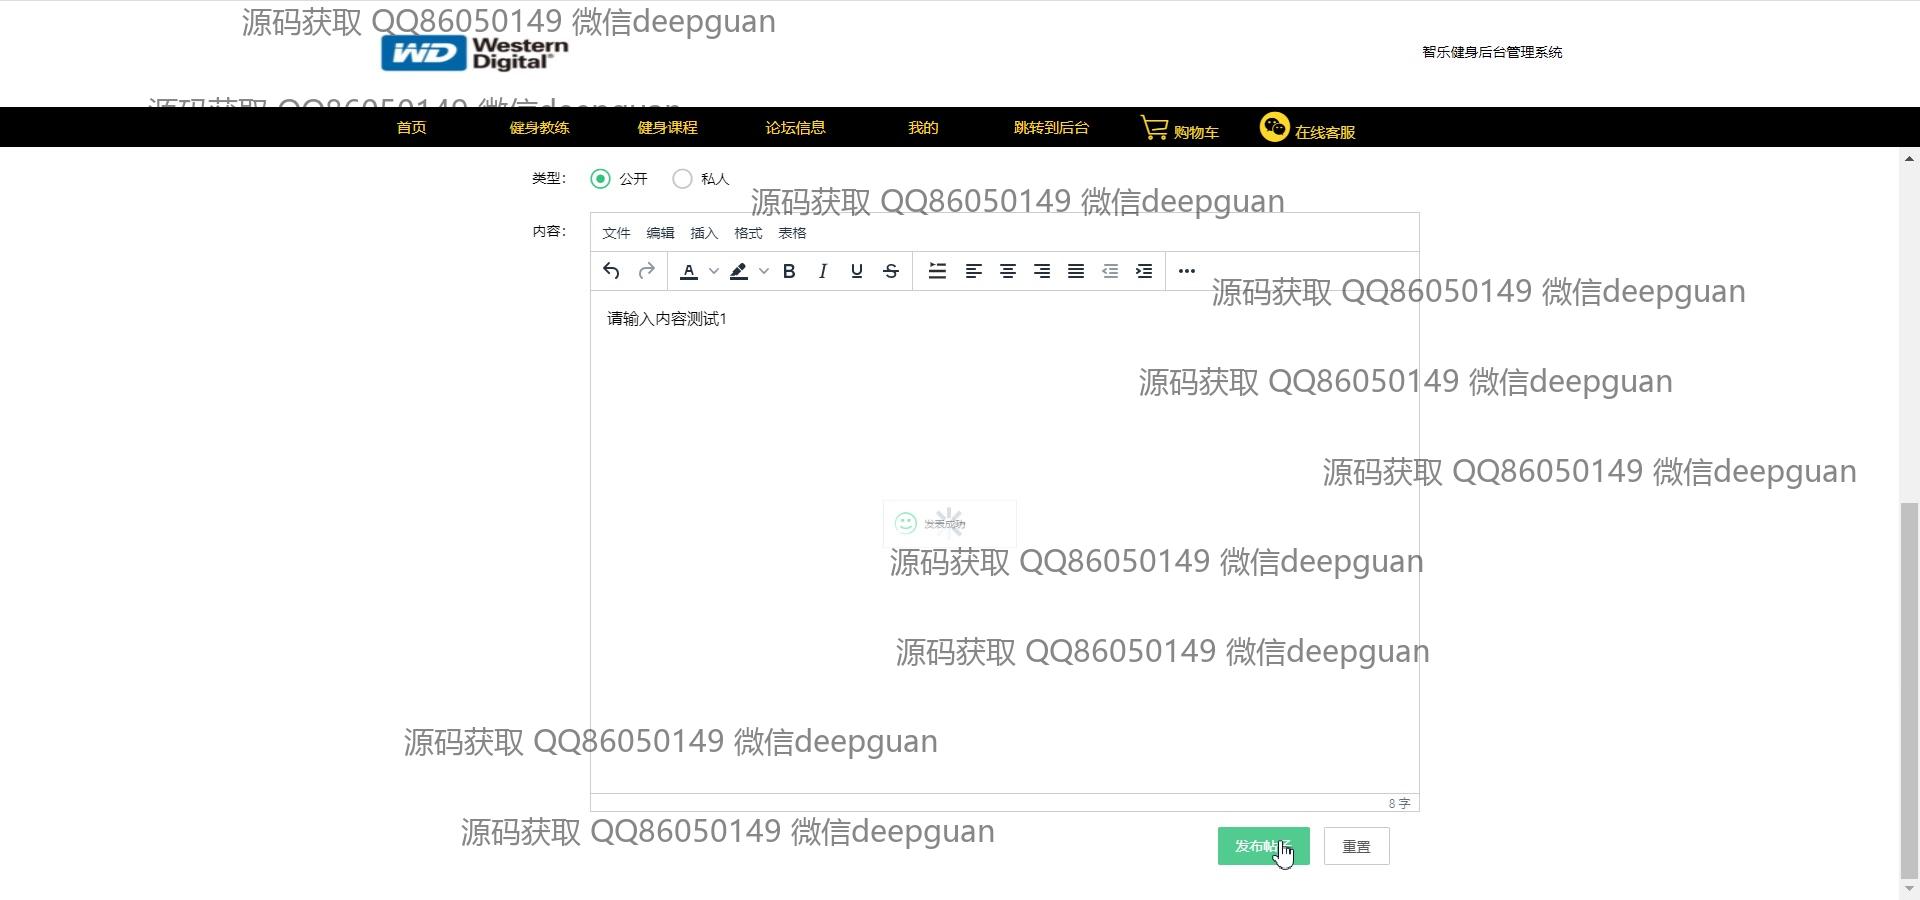 源码获取 QQ86050149 微信deepguan
WD Western Digital
智乐健身后台管理系统
源码获取 QQ86050149 微信deepguan
首页 健身教练 健身课程 论坛信息 我的 跳转到后台 购物车 在线客服
类型： 公开 私人
源码获取 QQ86050149 微信deepguan
内容： 文件 编辑 插入 格式 表格
A B I U S
源码获取 QQ86050149 微信deepguan
请输入内容测试1
源码获取 QQ86050149 微信deepguan
源码获取 QQ86050149 微信deepguan
发表成功
源码获取 QQ86050149 微信deepguan
源码获取 QQ86050149 微信deepguan
源码获取 QQ86050149 微信deepguan
8 字
源码获取 QQ86050149 微信deepguan
发布帖子 重置